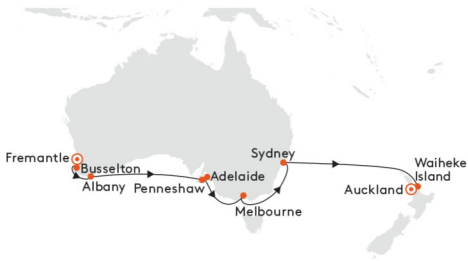 Fremantle
Busselton
Albany
Penneshaw
Adelaide
Melbourne
Sydney
Waiheke
Island
Auckland